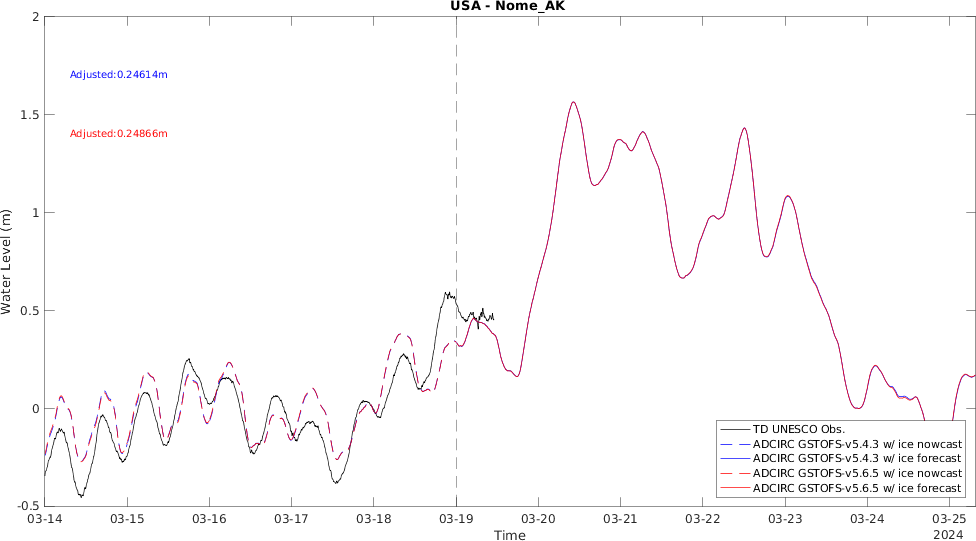 USA - Nome_AK
2
Adjusted:0.24614m
1.5
Adjusted:0.24866m
1
Water Level (m)
0.5
0
TD UNESCO Obs.
ADCIRC GSTOFS-v5.4.3 w/ ice nowcast
ADCIRC GSTOFS-v5.4.3 w/ ice forecast
ADCIRC GSTOFS-v5.6.5 w/ ice nowcast
ADCIRC GSTOFS-v5.6.5 w/ ice forecast
-0.5
03-14 03-15 03-16 03-17 03-18 03-19 03-20 03-21 03-22 03-23 03-24 03-25
Time
2024